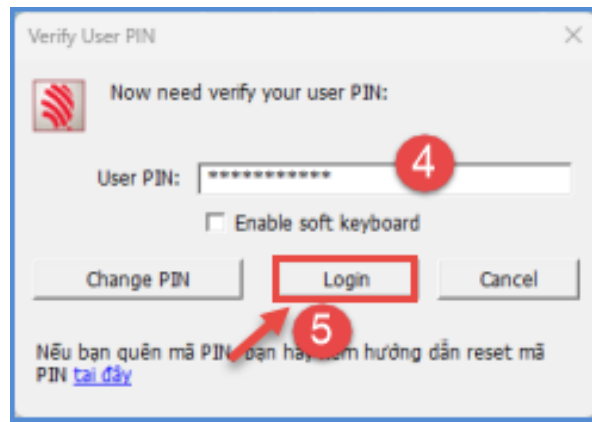 Verify User PIN
Now need verify your user PIN:
User PIN: ***********
4
Enable soft keyboard
Change PIN Login Cancel
5
Nếu bạn quên mã PIN, bạn hãy xem hướng dẫn reset mã
PIN tại đây